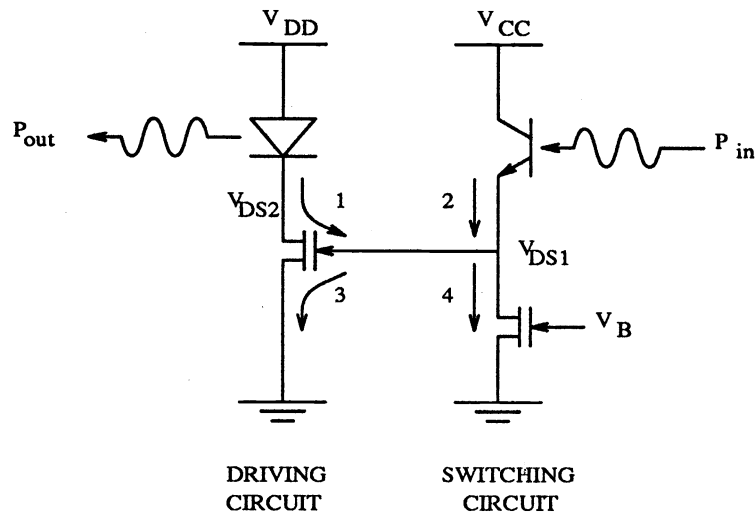 V DD
V CC
P out
P in
V DS2
1
2
V DS1
3
4
V B
DRIVING
CIRCUIT
SWITCHING
CIRCUIT